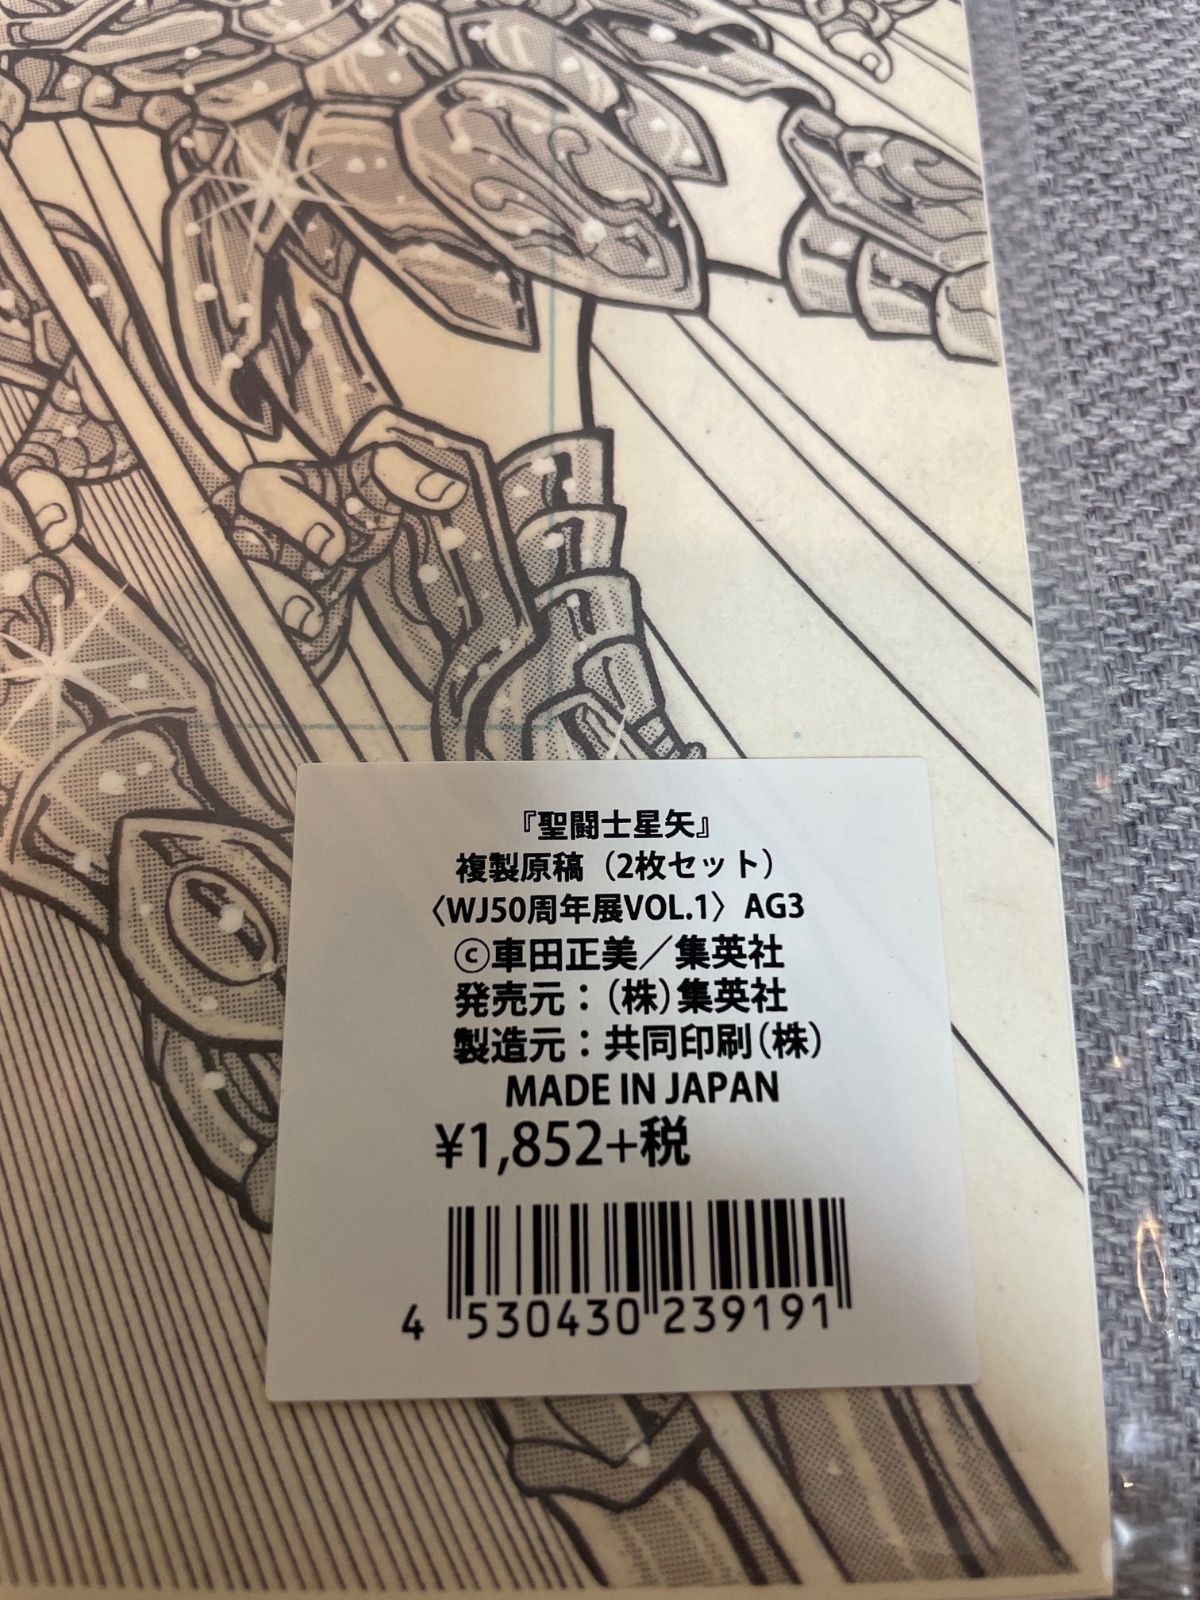 『聖闘士星矢』
複製原稿（2枚セット）
〈WJ50周年展VOL.1〉AG3
ⓒ車田正美／集英社
発売元：（株）集英社
製造元：共同印刷（株）
MADE IN JAPAN
¥1,852+税
4 530430 239191